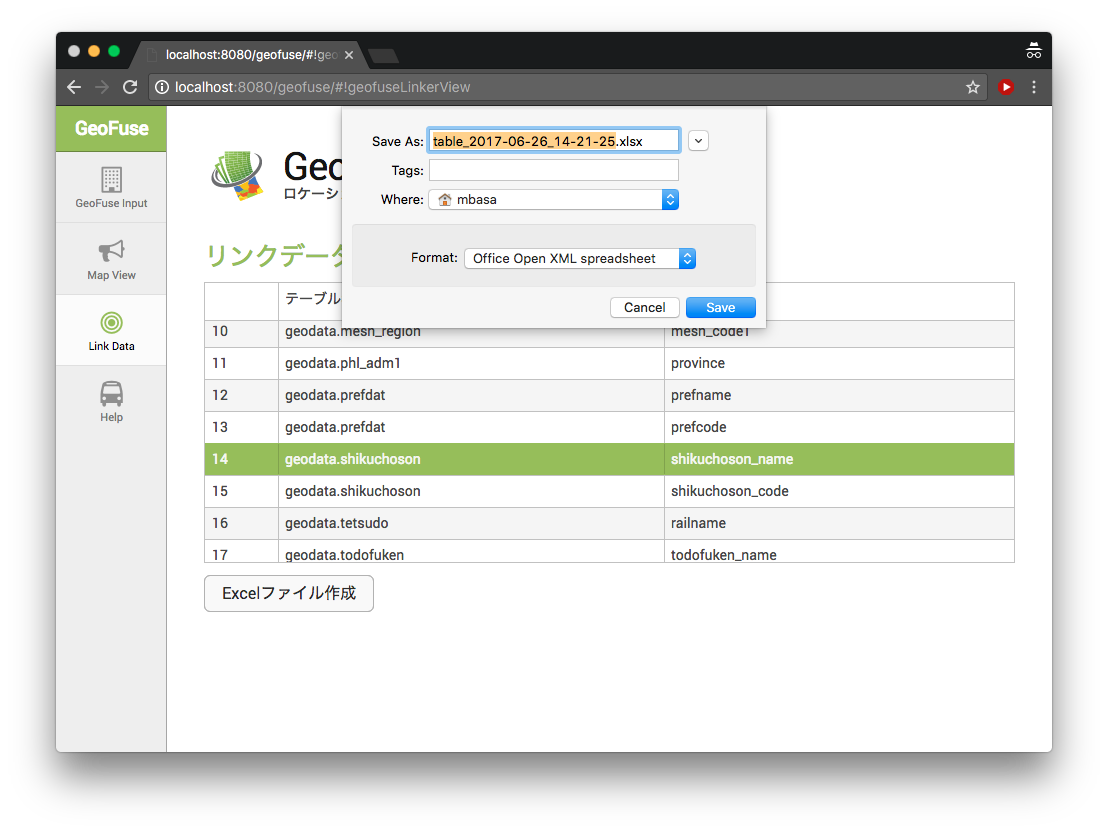 localhost:8080/geofuse/#!geo
localhost:8080/geofuse/#!geofuseLinkerView
GeoFuse
GeoFuse Input
Map View
Link Data
Help
Geo
ロケーシ
Save As: table_2017-06-26_14-21-25.xlsx
Tags:
Where: mbasa
Format: Office Open XML spreadsheet
Cancel Save
リンクデータ
テーブル
10 geodata.mesh_region mesh_code1
11 geodata.phl_adm1 province
12 geodata.prefdat prefname
13 geodata.prefdat prefcode
14 geodata.shikuchoson shikuchoson_name
15 geodata.shikuchoson shikuchoson_code
16 geodata.tetsudo railname
17 geodata.todofuken todofuken_name
Excelファイル作成